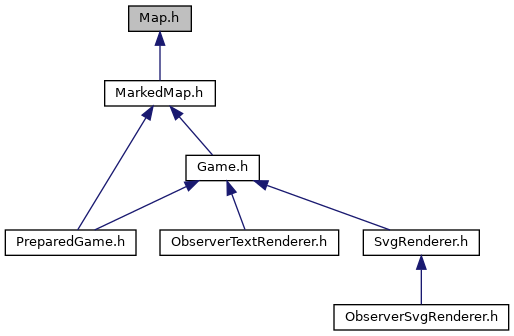 Map.h
MarkedMap.h
Game.h
PreparedGame.h
ObserverTextRenderer.h
SvgRenderer.h
ObserverSvgRenderer.h